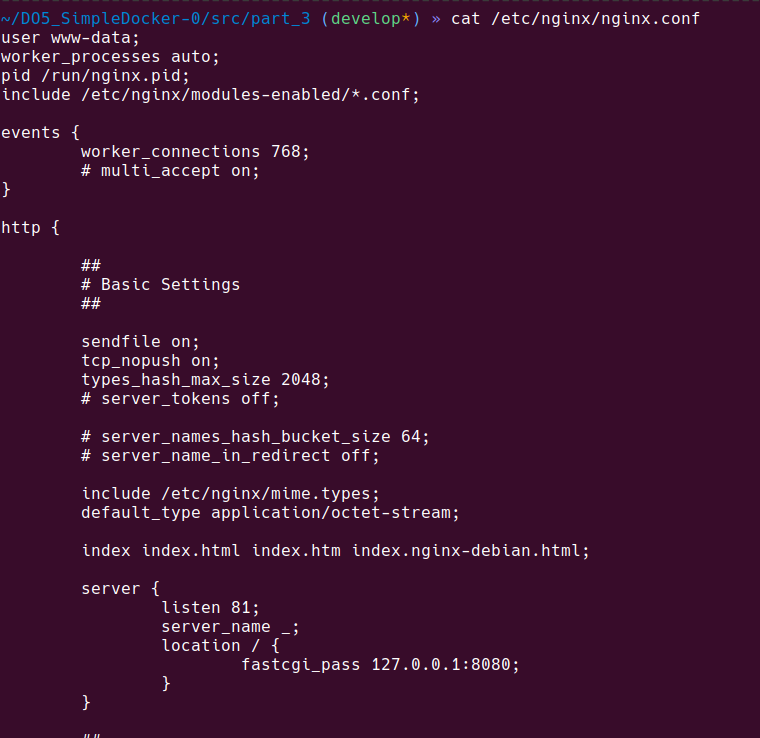 ~/DO5_SimpleDocker-0/src/part_3 (develop*) » cat /etc/nginx/nginx.conf
user www-data;
worker_processes auto;
pid /run/nginx.pid;
include /etc/nginx/modules-enabled/*.conf;

events {
        worker_connections 768;
        # multi_accept on;
}

http {

        ##
        # Basic Settings
        ##

        sendfile on;
        tcp_nopush on;
        types_hash_max_size 2048;
        # server_tokens off;

        # server_names_hash_bucket_size 64;
        # server_name_in_redirect off;

        include /etc/nginx/mime.types;
        default_type application/octet-stream;

        index index.html index.htm index.nginx-debian.html;

        server {
                listen 81;
                server_name _;
                location / {
                        fastcgi_pass 127.0.0.1:8080;
                }
        }

        ##